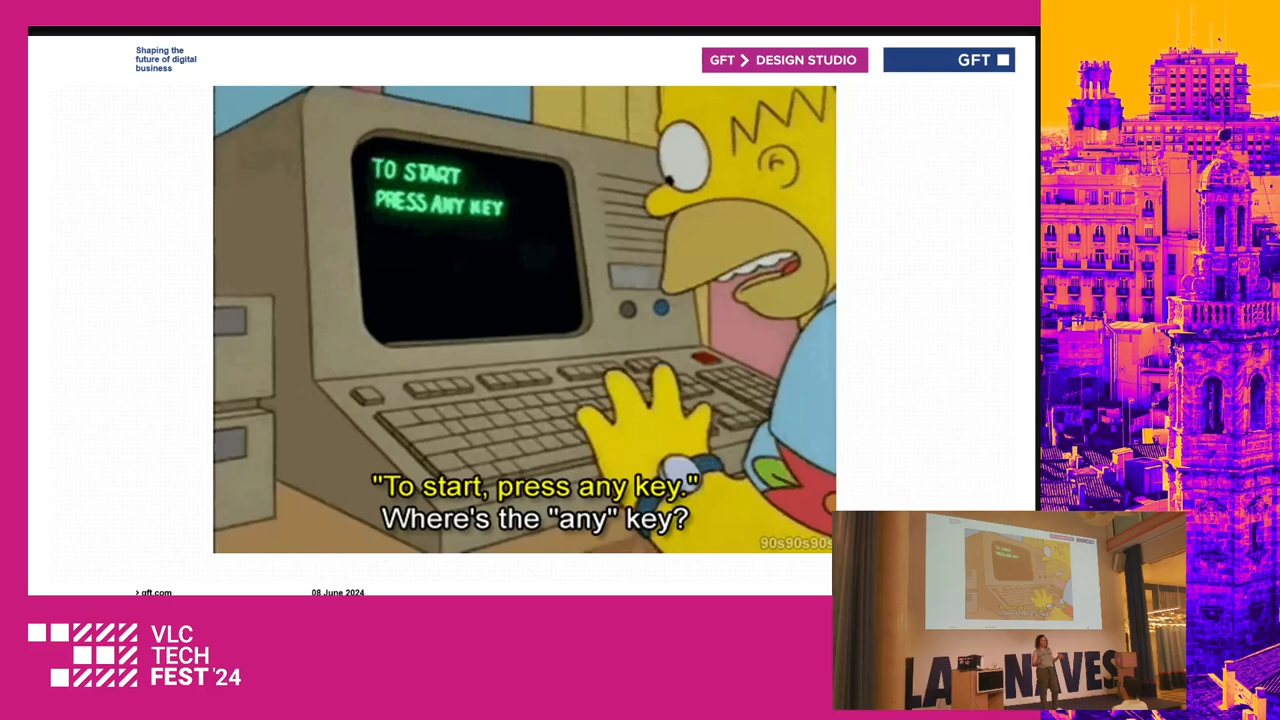 Shaping the
future of digital
business
GFT > DESIGN STUDIO
GFT
TO START
PRESS ANY KEY
"To start, press any key."
Where's the "any" key?
90s90s90s
> gft.com
08 June 2024
VLC
TECH
FEST '24
LA NAVES